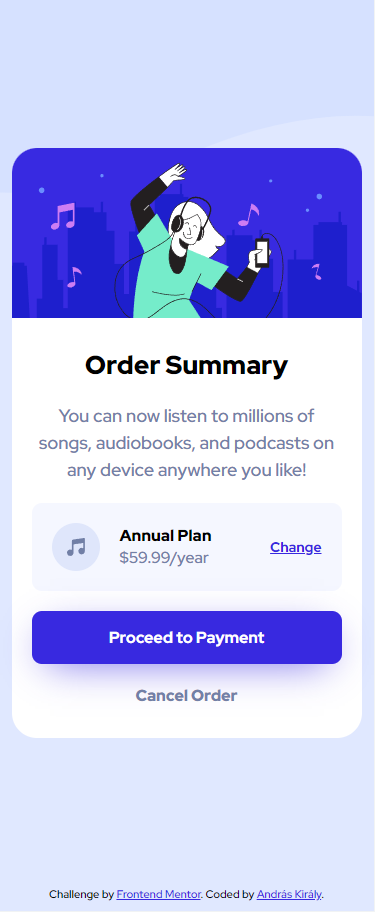 Order Summary
You can now listen to millions of
songs, audiobooks, and podcasts on
any device anywhere you like!
Annual Plan
$59.99/year
Change
Proceed to Payment
Cancel Order
Challenge by Frontend Mentor. Coded by András Király.